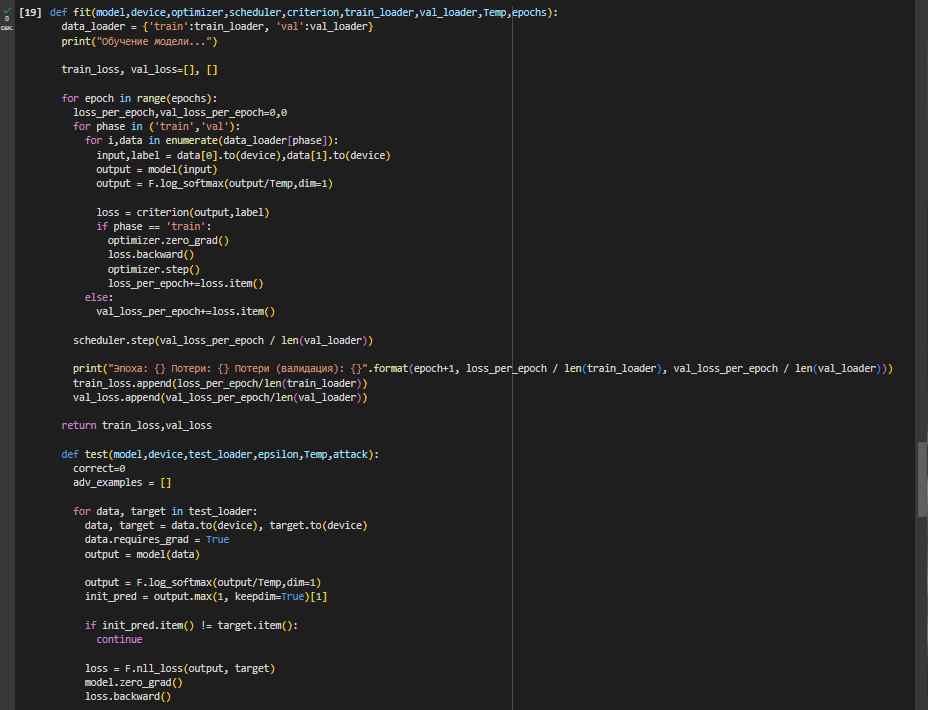 0
сек.
[19] def fit(model,device,optimizer,scheduler,criterion,train_loader,val_loader,Temp,epochs):
  data_loader = {'train':train_loader, 'val':val_loader}
  print("Обучение модели...")

  train_loss, val_loss=[], []

  for epoch in range(epochs):
    loss_per_epoch,val_loss_per_epoch=0,0
    for phase in ('train','val'):
      for i,data in enumerate(data_loader[phase]):
        input,label = data[0].to(device),data[1].to(device)
        output = model(input)
        output = F.log_softmax(output/Temp,dim=1)

        loss = criterion(output,label)
        if phase == 'train':
          optimizer.zero_grad()
          loss.backward()
          optimizer.step()
          loss_per_epoch+=loss.item()
      else:
        val_loss_per_epoch+=loss.item()

    scheduler.step(val_loss_per_epoch / len(val_loader))

    print("Эпоха: {} Потери: {} Потери (валидация): {}".format(epoch+1, loss_per_epoch / len(train_loader), val_loss_per_epoch / len(val_loader)))
    train_loss.append(loss_per_epoch/len(train_loader))
    val_loss.append(val_loss_per_epoch/len(val_loader))

  return train_loss,val_loss

  def test(model,device,test_loader,epsilon,Temp,attack):
    correct=0
    adv_examples = []

    for data, target in test_loader:
      data, target = data.to(device), target.to(device)
      data.requires_grad = True
      output = model(data)

      output = F.log_softmax(output/Temp,dim=1)
      init_pred = output.max(1, keepdim=True)[1]

      if init_pred.item() != target.item():
        continue

      loss = F.nll_loss(output, target)
      model.zero_grad()
      loss.backward()